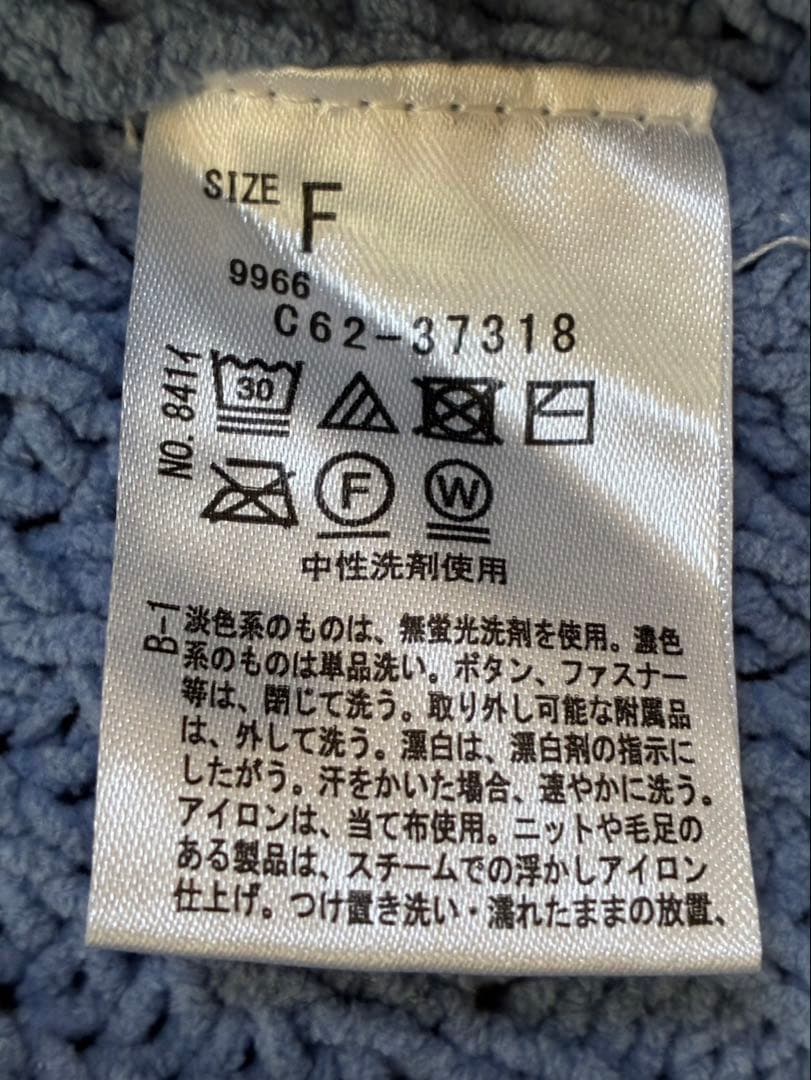 SIZE F
9966
C62-37318
NO. 841イ
30
F W
中性洗剤使用
B-1
淡色系のものは、無蛍光洗剤を使用。濃色
系のものは単品洗い。ボタン、ファスナー
等は、閉じて洗う。取り外し可能な附属品
は、外して洗う。漂白は、漂白剤の指示に
したがう。汗をかいた場合、速やかに洗う。
アイロンは、当て布使用。ニットや毛足の
ある製品は、スチームでの浮かしアイロン
仕上げ。つけ置き洗い・濡れたままの放置、